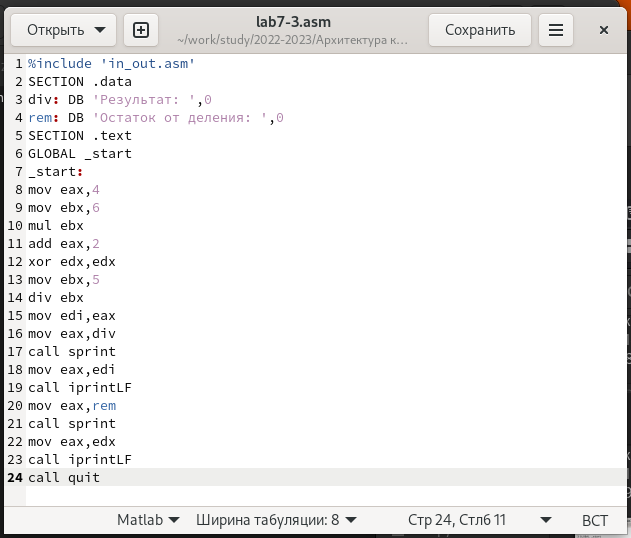 Открыть
lab7-3.asm
~/work/study/2022-2023/Архитектура к...
Сохранить
1 %include 'in_out.asm'
2 SECTION .data
3 div: DB 'Результат: ',0
4 rem: DB 'Остаток от деления: ',0
5 SECTION .text
6 GLOBAL _start
7 _start:
8 mov eax,4
9 mov ebx,6
10 mul ebx
11 add eax,2
12 xor edx,edx
13 mov ebx,5
14 div ebx
15 mov edi,eax
16 mov eax,div
17 call sprint
18 mov eax,edi
19 call iprintLF
20 mov eax,rem
21 call sprint
22 mov eax,edx
23 call iprintLF
24 call quit
Matlab Ширина табуляции: 8 Стр 24, Стлб 11 ВСТ